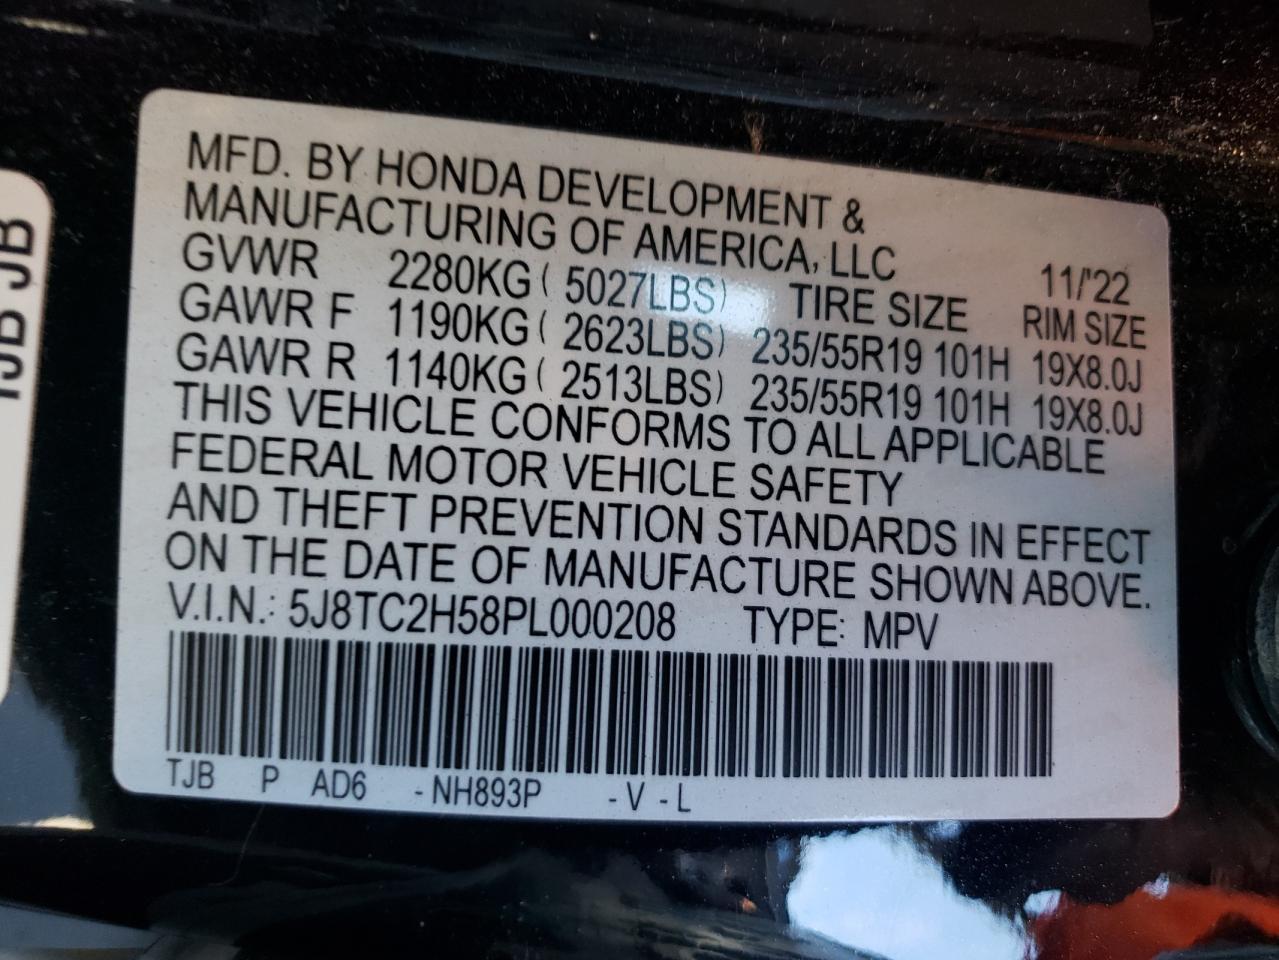 MFD. BY HONDA DEVELOPMENT &
MANUFACTURING OF AMERICA, LLC
11/'22
GVWR 2280KG ( 5027LBS) TIRE SIZE RIM SIZE
GAWR F 1190KG ( 2623LBS) 235/55R19 101H 19X8.0J
GAWR R 1140KG ( 2513LBS) 235/55R19 101H 19X8.0J
THIS VEHICLE CONFORMS TO ALL APPLICABLE
FEDERAL MOTOR VEHICLE SAFETY
AND THEFT PREVENTION STANDARDS IN EFFECT
ON THE DATE OF MANUFACTURE SHOWN ABOVE.
V.I.N.: 5J8TC2H58PL000208 TYPE: MPV
TJB P AD6 -NH893P -V -L
TJB JB